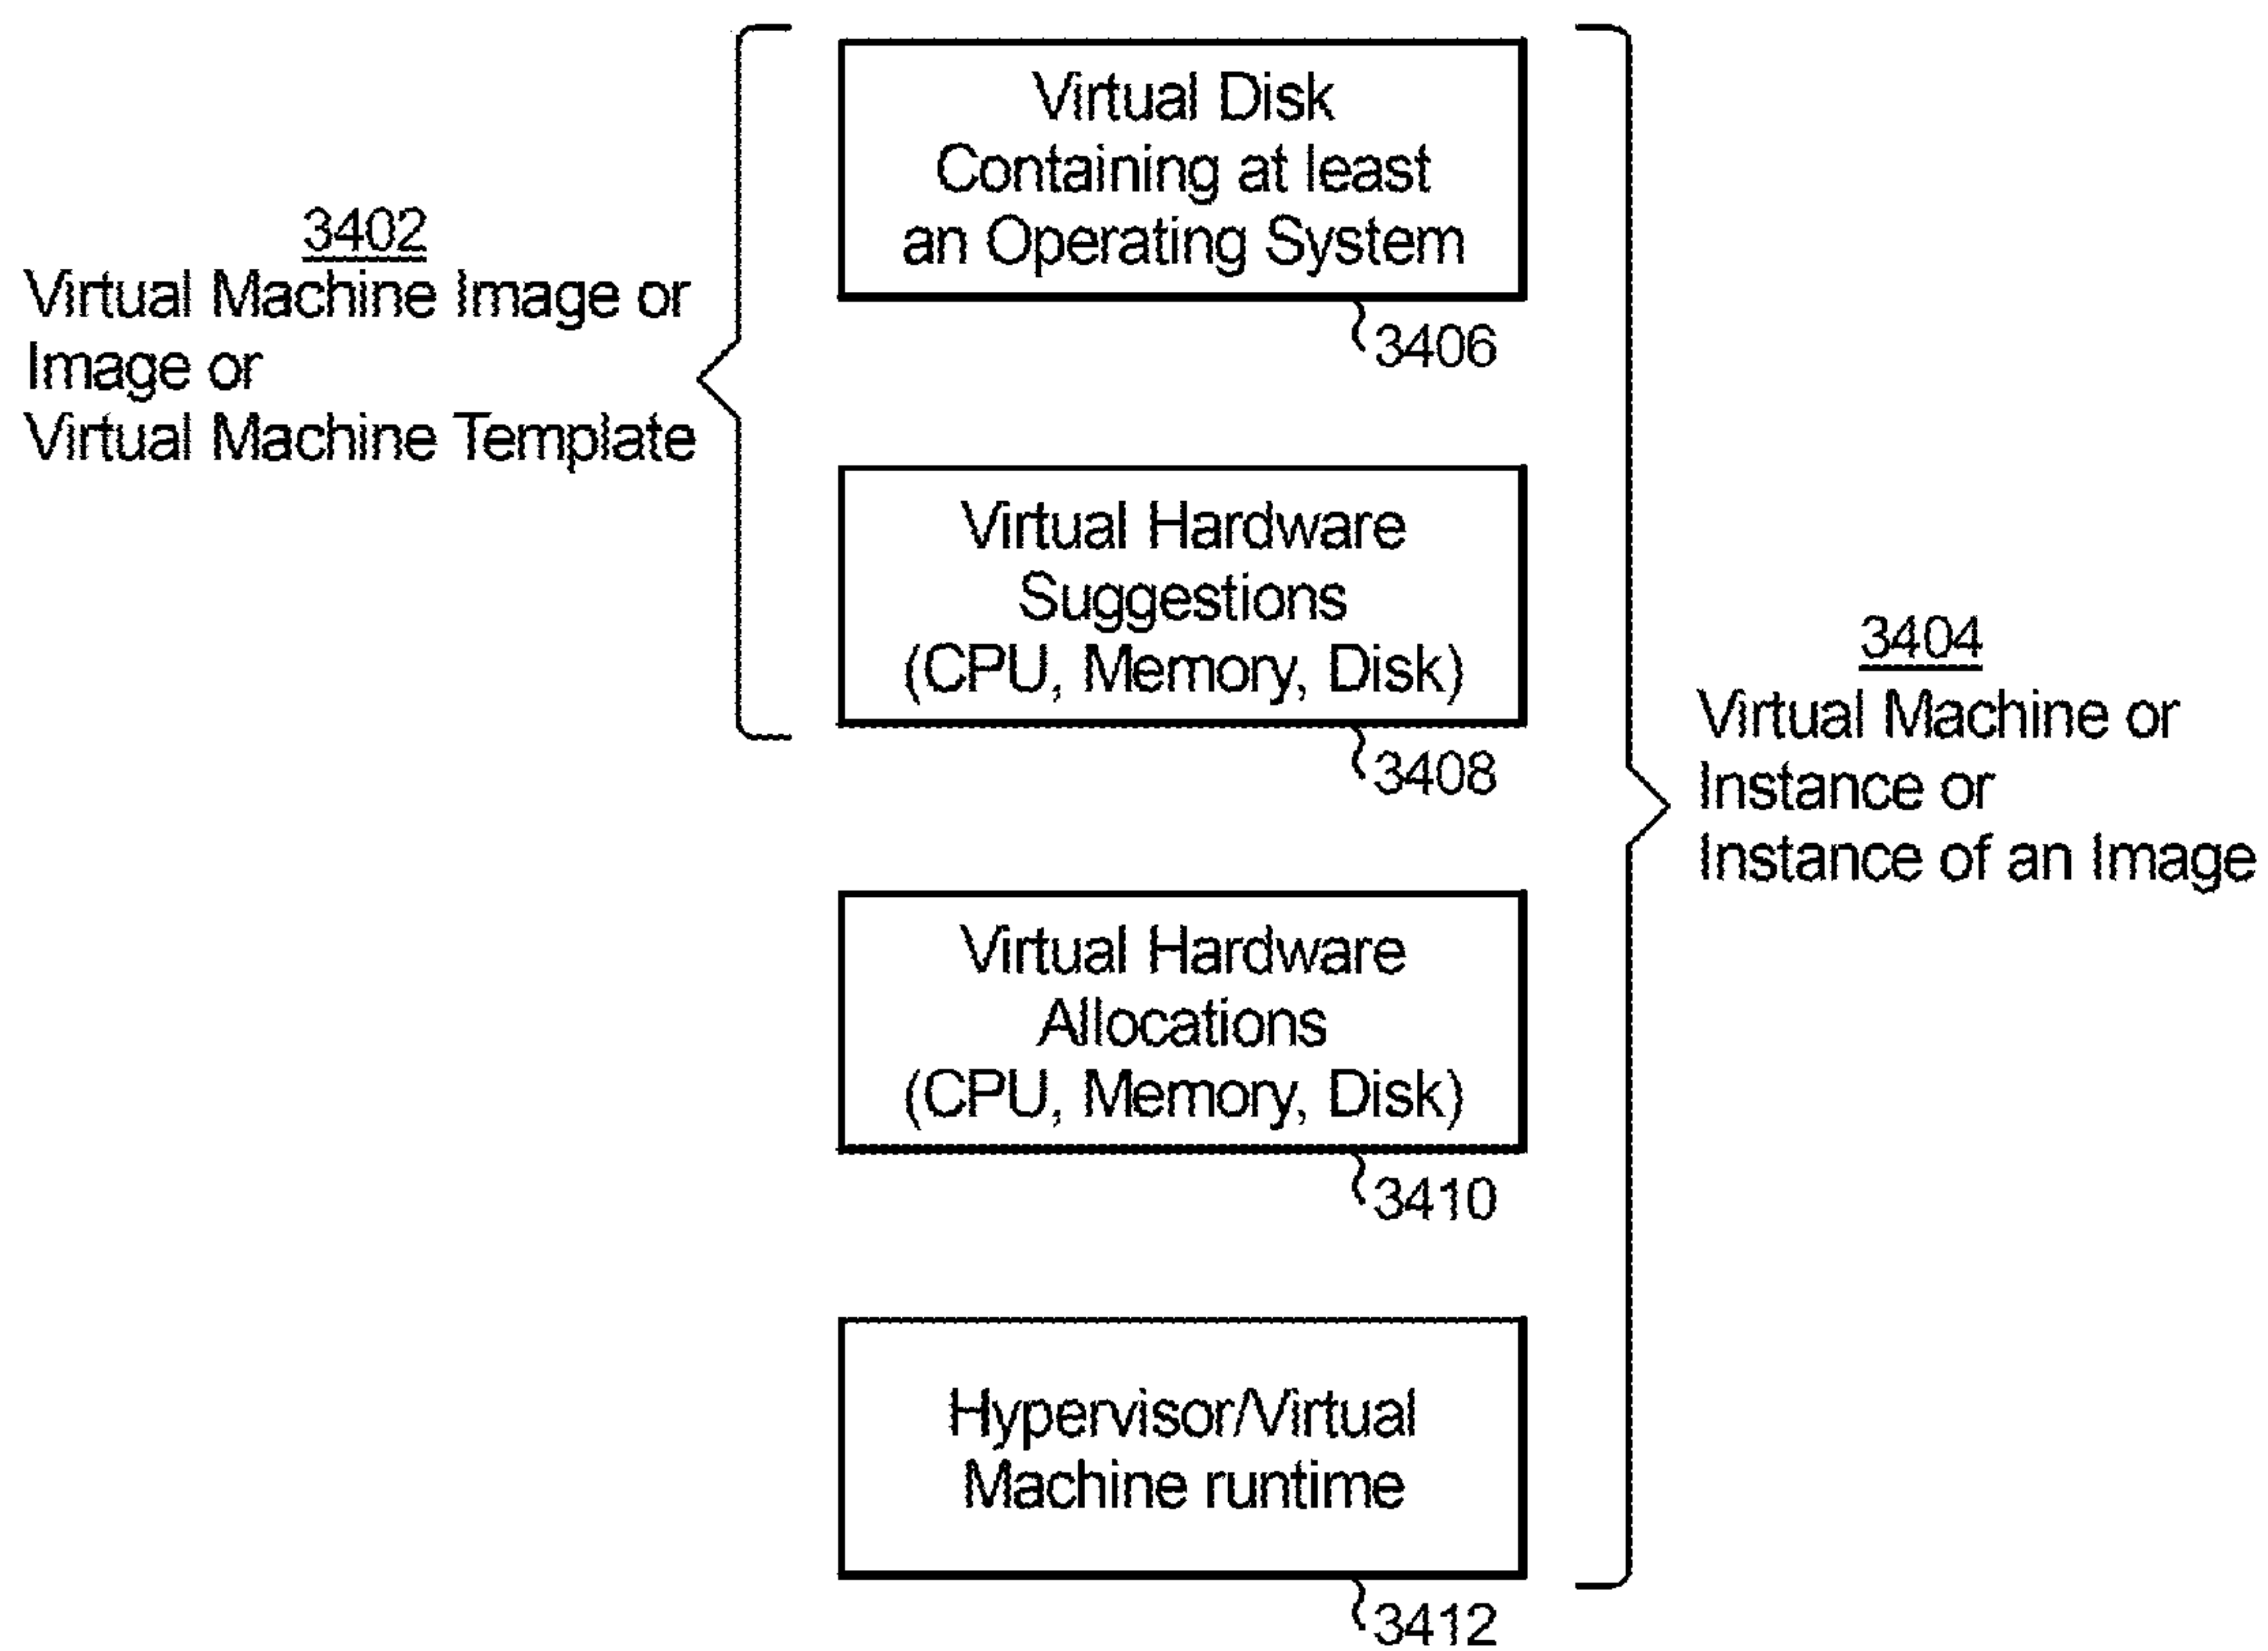 3402
Virtual Machine Image or
Image or
Virtual Machine Template
Virtual Disk
Containing at least
an Operating System
3406
Virtual Hardware
Suggestions
(CPU, Memory, Disk)
3408
Virtual Hardware
Allocations
(CPU, Memory, Disk)
3410
Hypervisor/Virtual
Machine runtime
3412
3404
Virtual Machine or
Instance or
Instance of an Image